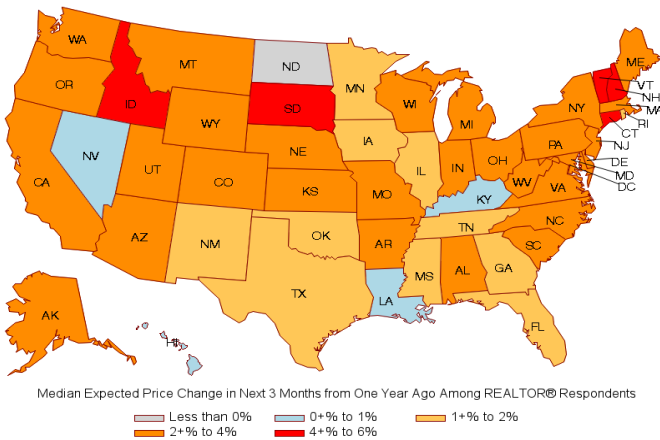 WA
MT
ND
MN
ME
VT
NH
MA
RI
CT
NJ
DE
MD
DC
OR
ID
SD
WI
MI
NY
WY
IA
PA
NV
NE
IL
IN
OH
UT
CO
KS
MO
KY
WV
VA
CA
NC
TN
AZ
NM
OK
AR
SC
MS
AL
GA
TX
LA
FL
AK
HI
Median Expected Price Change in Next 3 Months from One Year Ago Among REALTOR® Respondents
Less than 0% 0+% to 1% 1+% to 2%
2+% to 4% 4+% to 6%